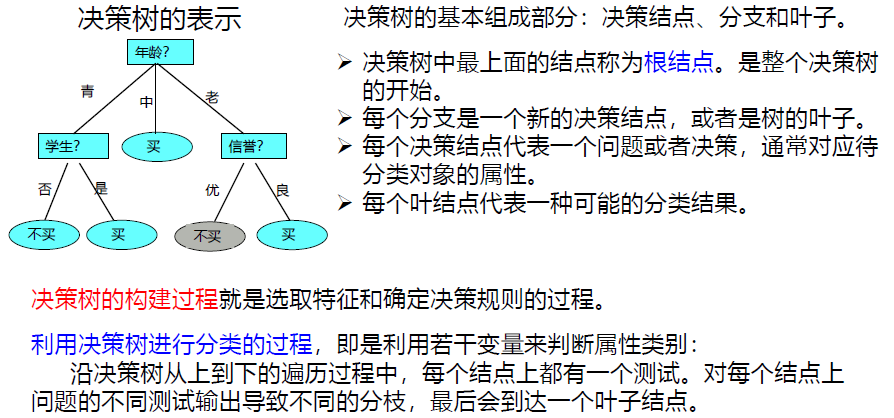 决策树的表示
年龄?
青
中
老
学生?
买
信誉?
否
是
优
良
不买
买
不买
买
决策树的基本组成部分：决策结点、分支和叶子。
➢ 决策树中最上面的结点称为根结点。是整个决策树
的开始。
➢ 每个分支是一个新的决策结点，或者是树的叶子。
➢ 每个决策结点代表一个问题或者决策，通常对应待
分类对象的属性。
➢ 每个叶结点代表一种可能的分类结果。
决策树的构建过程就是选取特征和确定决策规则的过程。
利用决策树进行分类的过程，即是利用若干变量来判断属性类别：
沿决策树从上到下的遍历过程中，每个结点上都有一个测试。对每个结点上
问题的不同测试输出导致不同的分枝，最后会到达一个叶子结点。